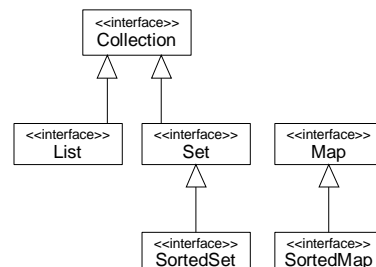 <<interface>>
Collection
<<interface>>
List
<<interface>>
Set
<<interface>>
Map
<<interface>>
SortedSet
<<interface>>
SortedMap